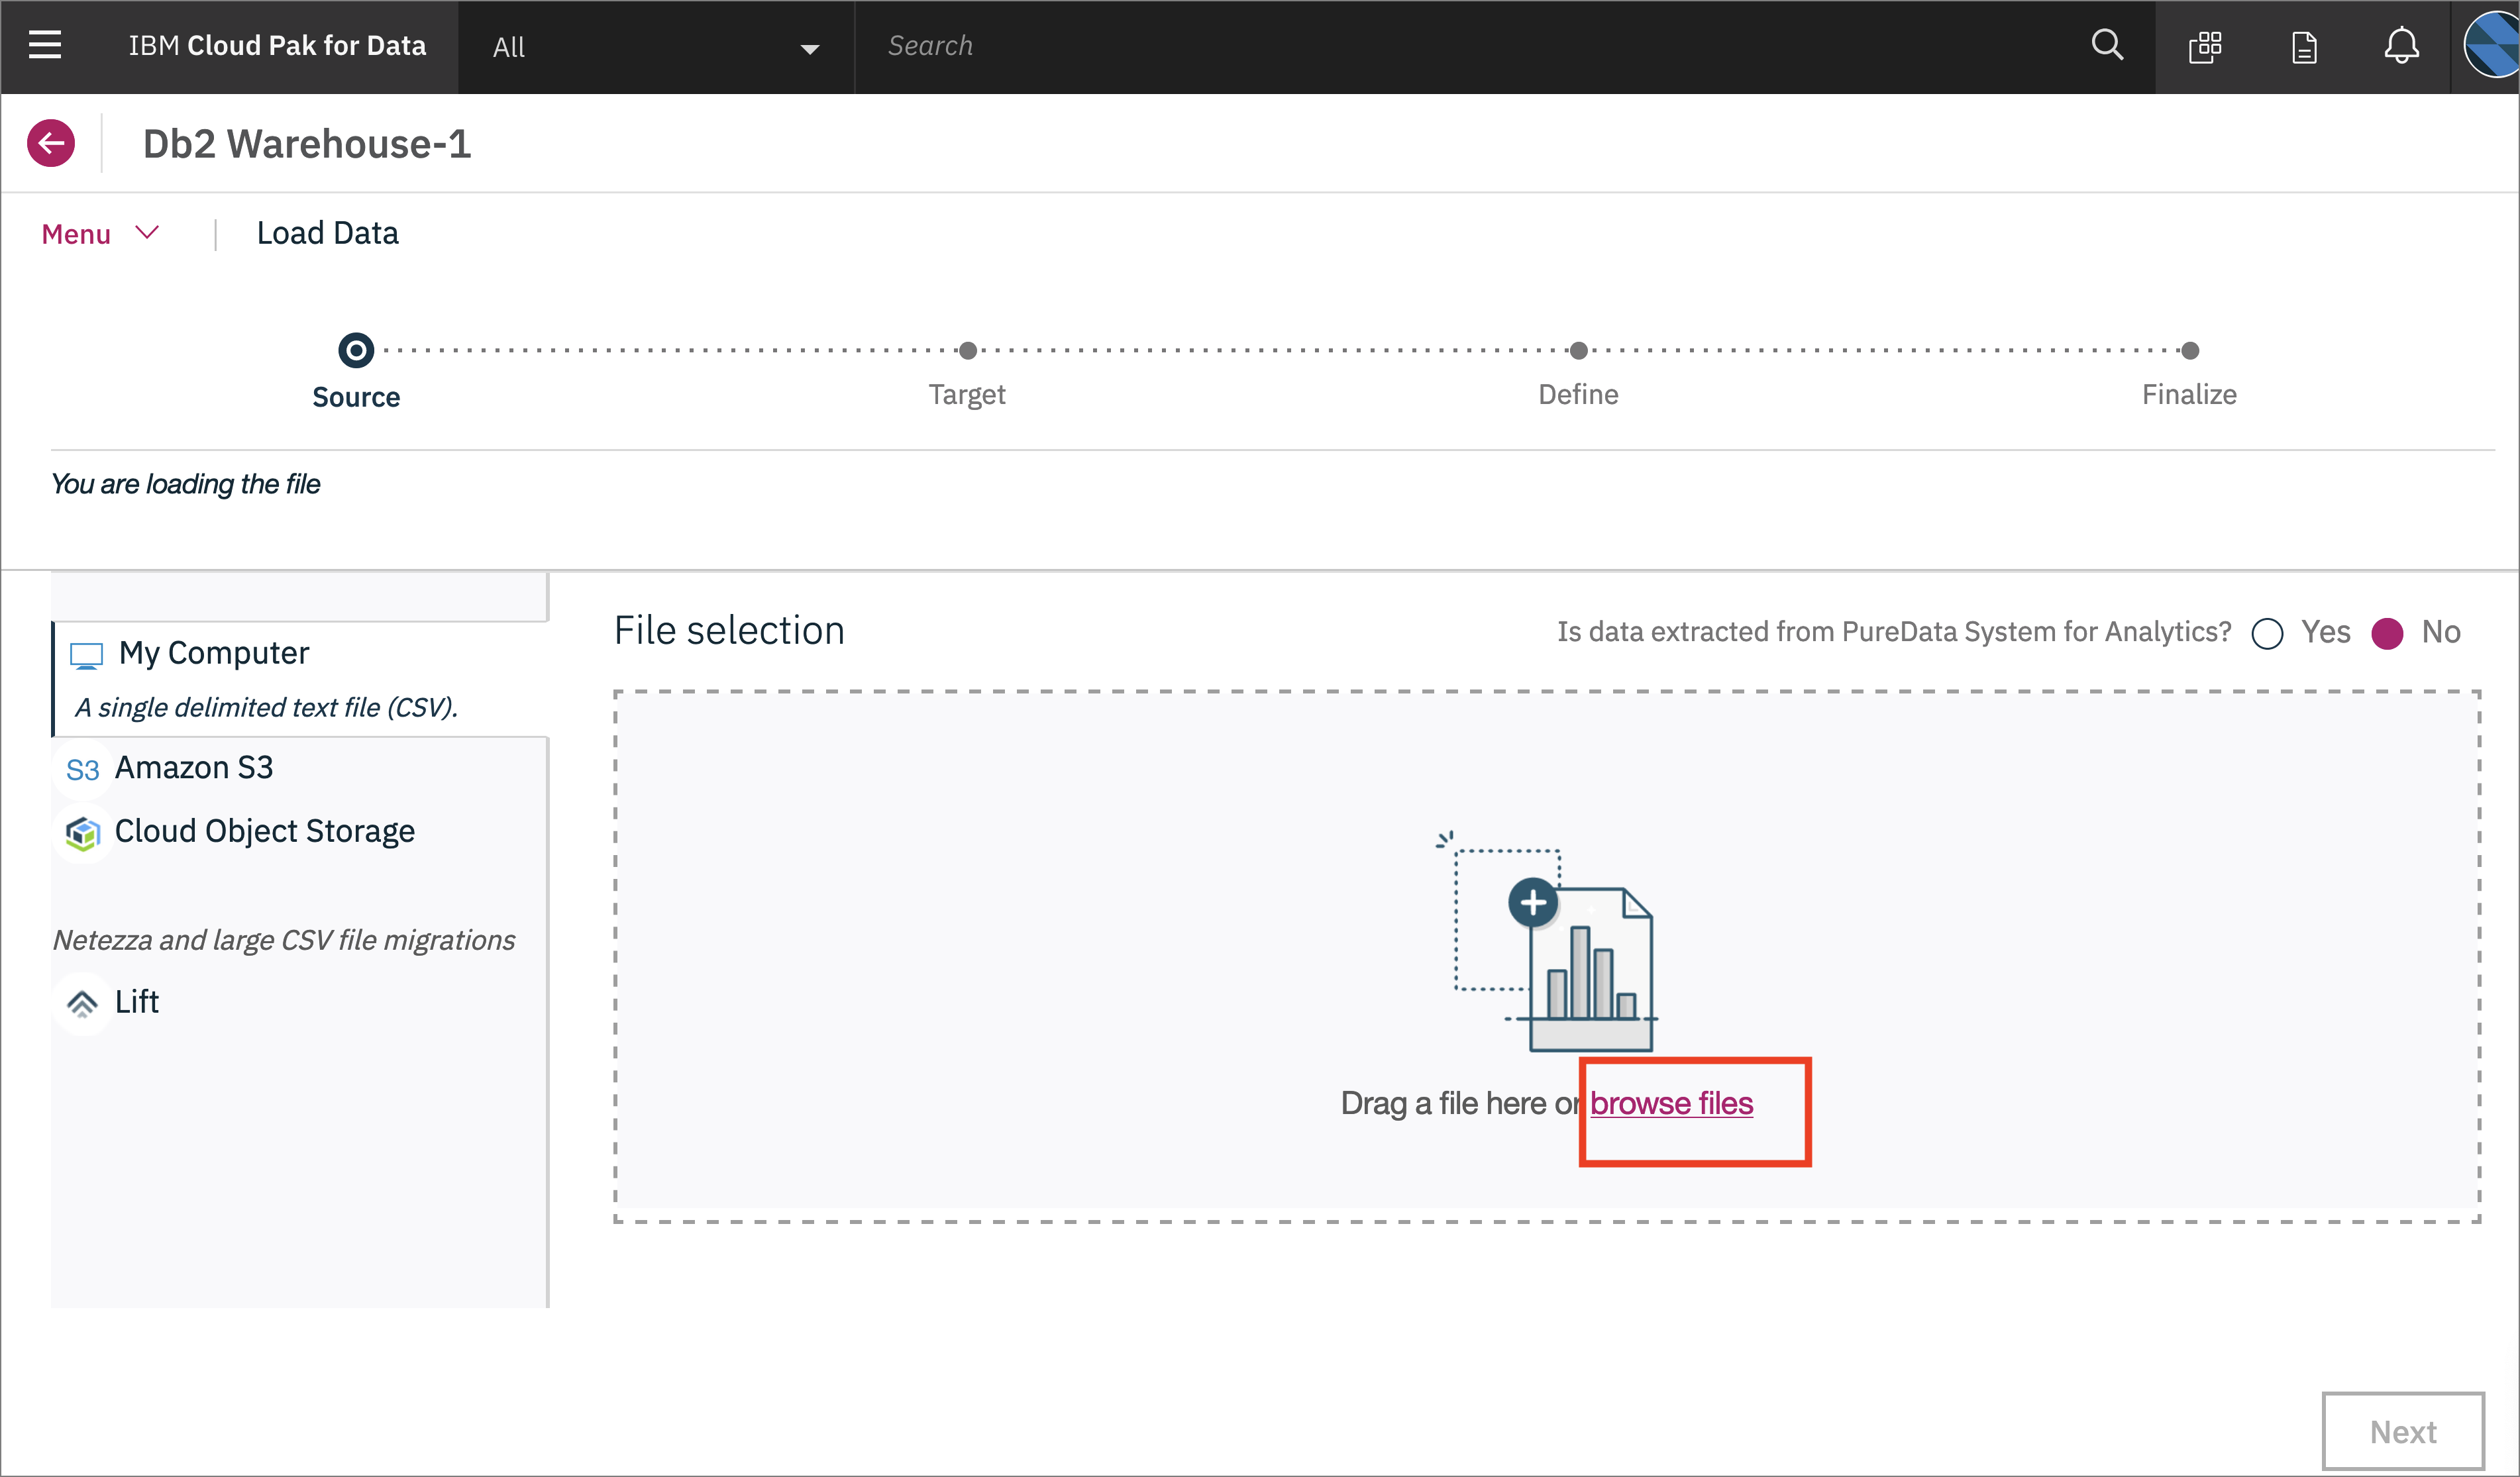 IBM Cloud Pak for Data
All
Search
Db2 Warehouse-1
Menu
Load Data
Source
Target
Define
Finalize
You are loading the file
My Computer
A single delimited text file (CSV).
S3 Amazon S3
Cloud Object Storage
Netezza and large CSV file migrations
Lift
File selection
Is data extracted from PureData System for Analytics? Yes No
Drag a file here or browse files
Next